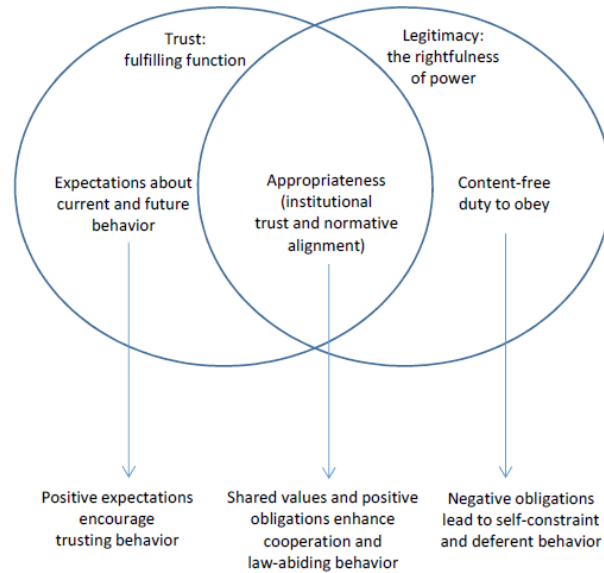 Trust:
fulfilling function
Legitimacy:
the rightfulness
of power
Expectations about
current and future
behavior
Appropriateness
(institutional
trust and normative
alignment)
Content-free
duty to obey
Positive expectations
encourage
trusting behavior
Shared values and positive
obligations enhance
cooperation and
law-abiding behavior
Negative obligations
lead to self-constraint
and deferent behavior